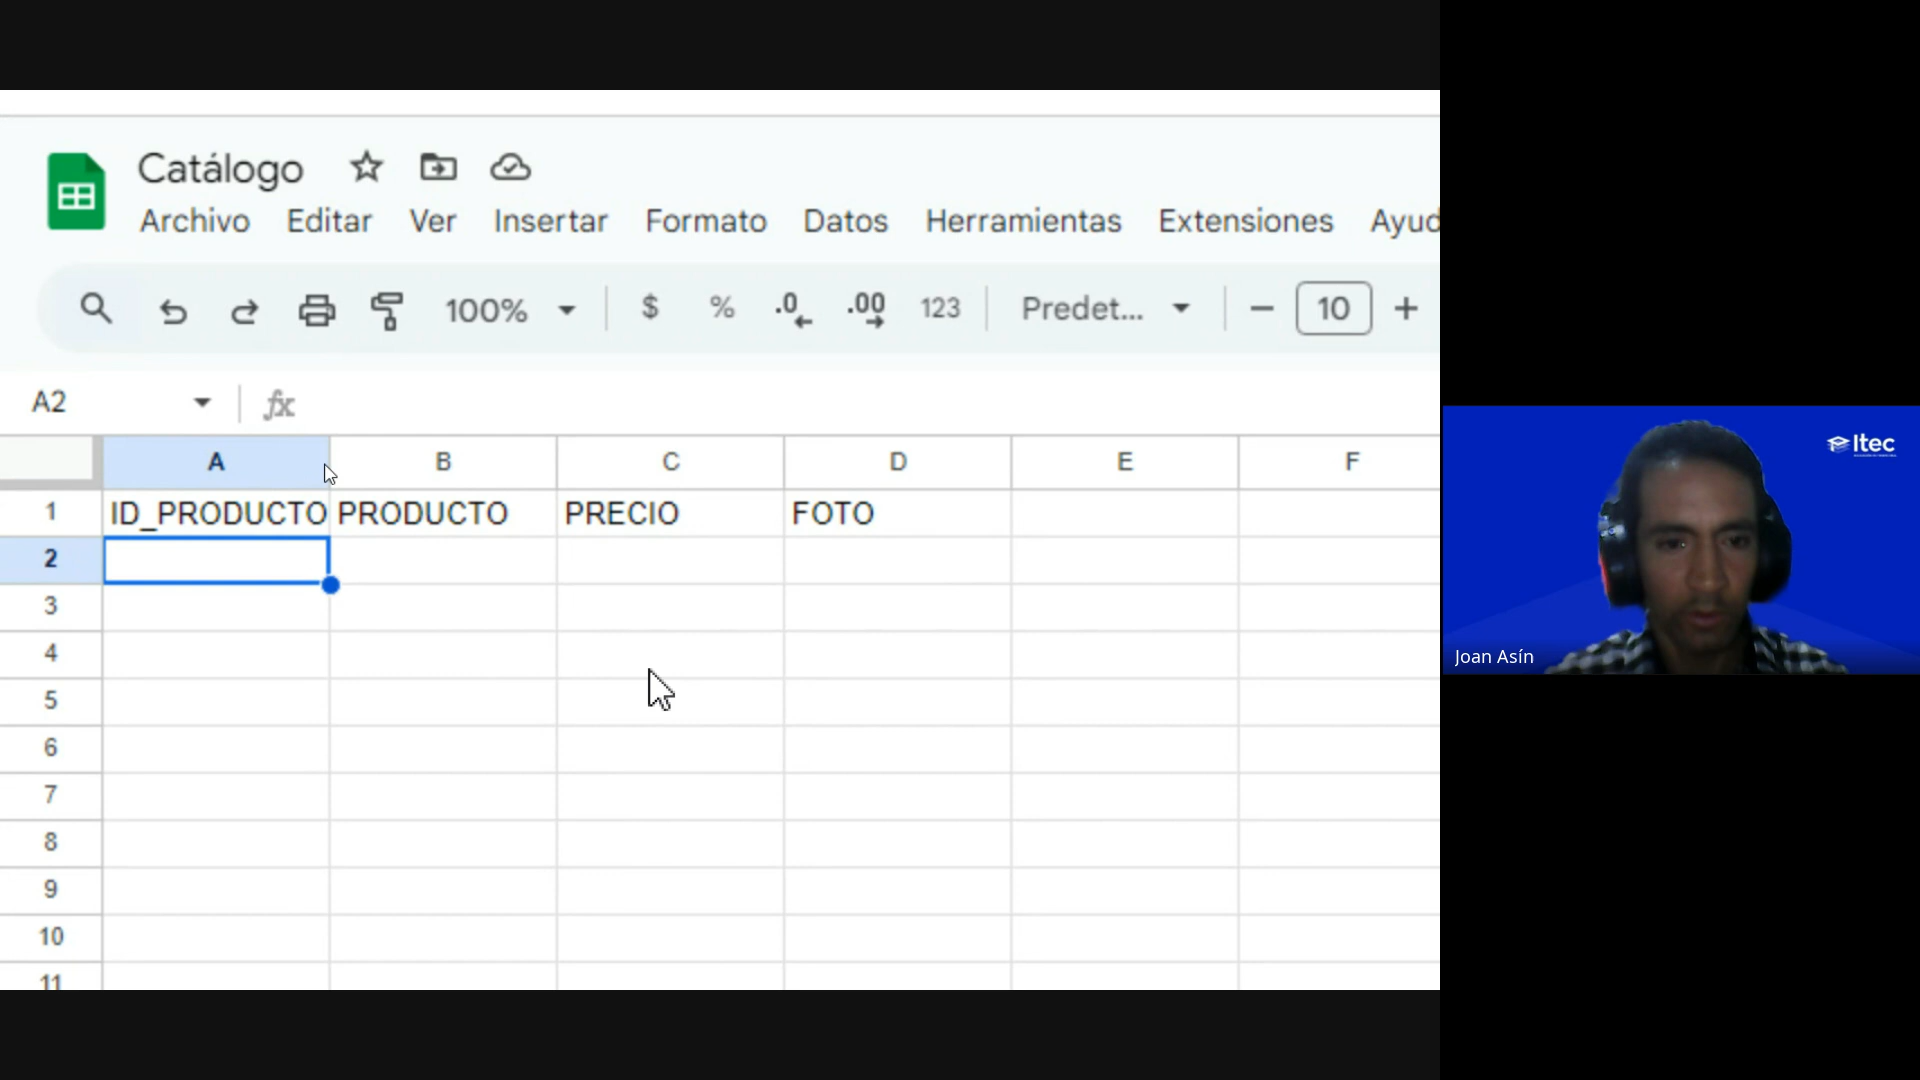 Catálogo
Archivo Editar Ver Insertar Formato Datos Herramientas Extensiones Ayud
100% $ % .0 .00 123 Predet... − 10 +
A2 fx
A B C D E F
1 ID_PRODUCTO PRODUCTO PRECIO FOTO
2
3
4
5
6
7
8
9
10
11
Itec
Joan Asín